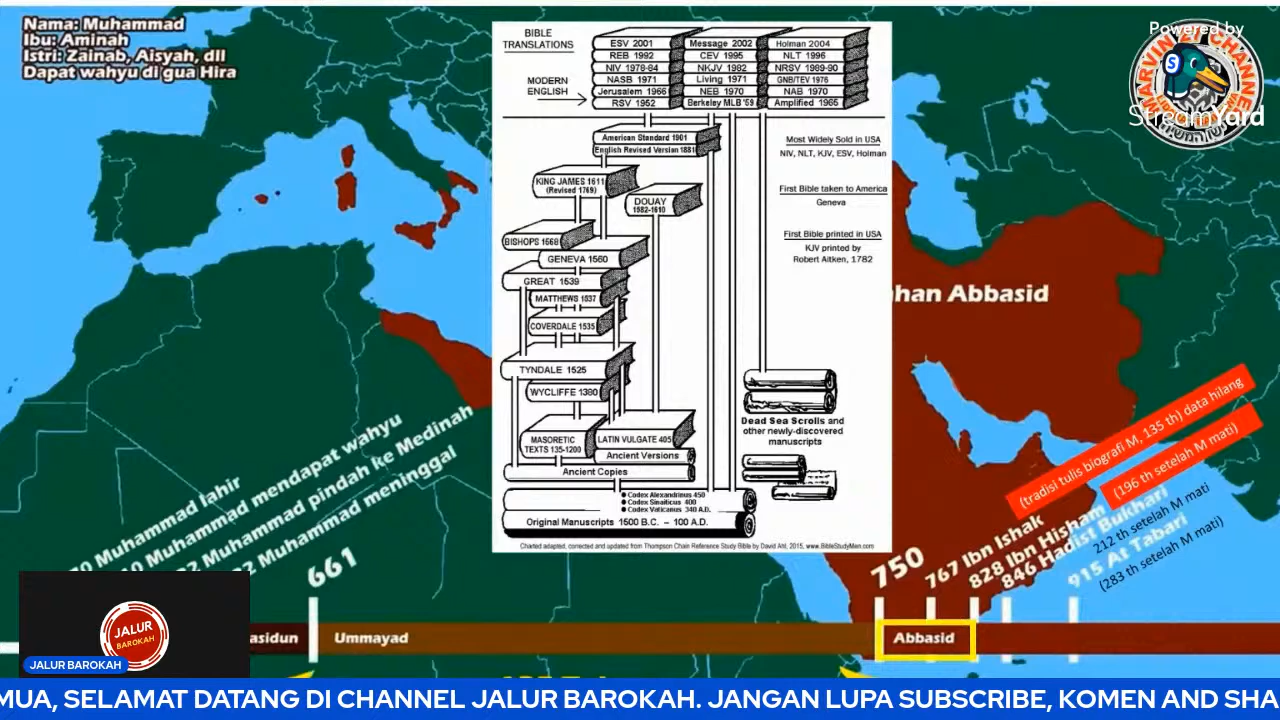 Nama: Muhammad
Ibu: Aminah
Istri: Zainab, Aisyah, dll
Dapat wahyu di gua Hira
BIBLE
TRANSLATIONS
MODERN
ENGLISH
ESV 2001
Message 2002
Holman 2004
REB 1992
CEV 1995
NLT 1996
NIV 1978-84
NKJV 1982
NRSV 1989-90
NASB 1971
Living 1971
GNB/TEV 1976
Jerusalem 1966
NEB 1970
NAB 1970
RSV 1952
Berkeley MLB '59
Amplified 1965
American Standard 1901
English Revised Version 1881
KING JAMES 1611
(Revised 1769)
DOUAY
1582-1610
BISHOPS 1568
GENEVA 1560
GREAT 1539
MATTHEWS 1537
COVERDALE 1535
TYNDALE 1525
WYCLIFFE 1380
MASORETIC
TEXTS 135-1200
LATIN VULGATE 405
Ancient Versions
Ancient Copies
Codex Alexandrinus 450
Codex Sinaiticus 400
Codex Vaticanus 340 A.D.
Original Manuscripts 1500 B.C. – 100 A.D.
Most Widely Sold in USA
NIV, NLT, KJV, ESV, Holman
First Bible taken to America
Geneva
First Bible printed in USA
KJV printed by
Robert Aitken, 1782
Dead Sea Scrolls and
other newly-discovered
manuscripts
Charted adapted, corrected and updated from Thompson Chain Reference Study Bible by David Ahl, 2015, www.BibleStudyMen.com
Powered by
StreamYard
MARVIN ET CHANNEL
han Abbasid
Muhammad lahir
Muhammad mendapat wahyu
Muhammad pindah ke Medinah
Muhammad meninggal
661
750
767 Ibn Ishak
828 Ibn Hisham
846 Hadist Bukhari
915 At Tabari
(tradisi tulis biografi M, 135 th) data hilang
(196 th setelah M mati)
212 th setelah M mati
(283 th setelah M mati)
asidun
Ummayad
Abbasid
JALUR
BAROKAH
JALUR BAROKAH
MUA, SELAMAT DATANG DI CHANNEL JALUR BAROKAH. JANGAN LUPA SUBSCRIBE, KOMEN AND SHA